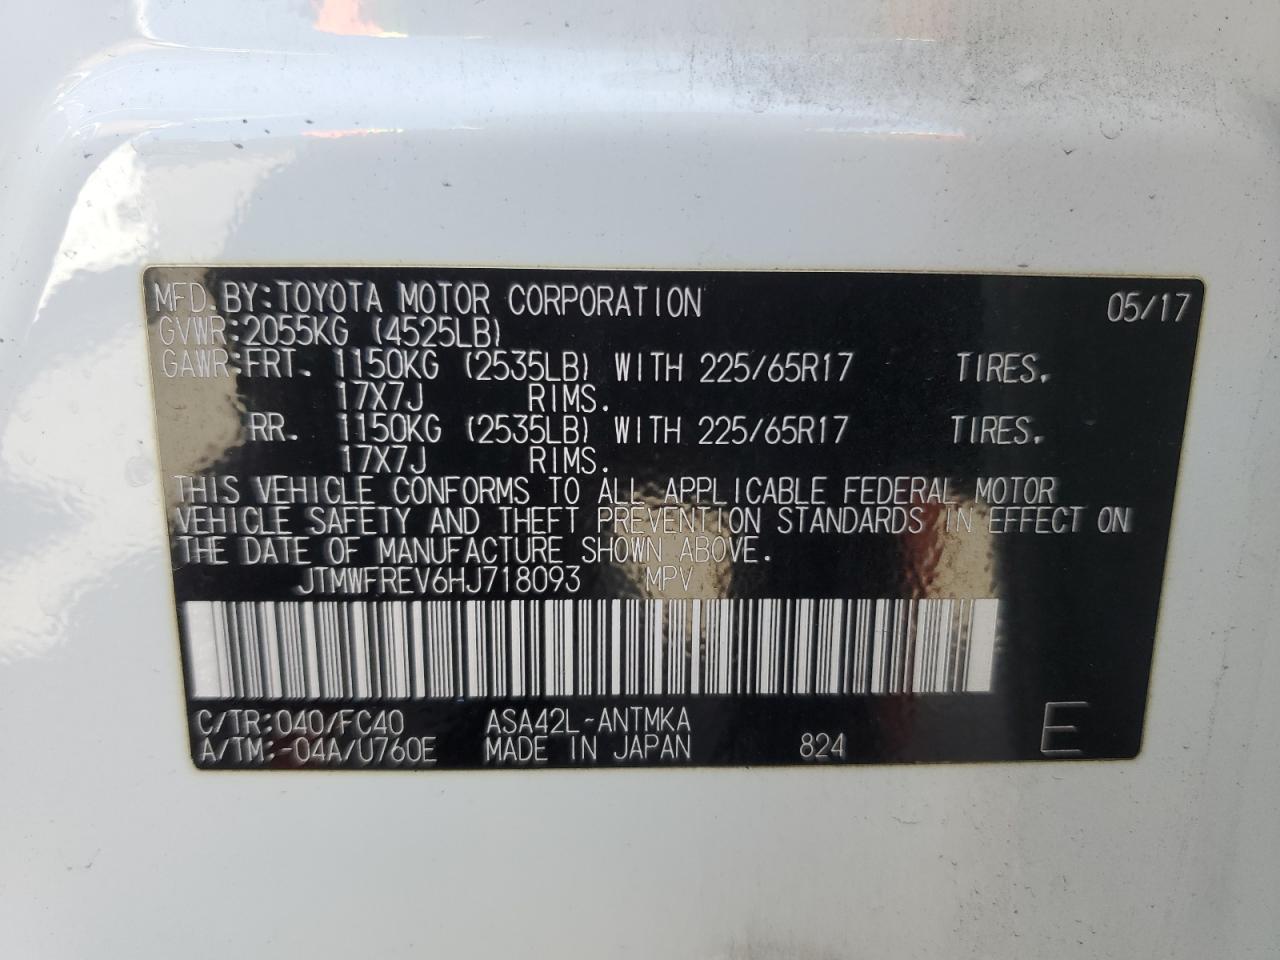 MFD. BY:TOYOTA MOTOR CORPORATION 05/17
GVWR:2055KG (4525LB)
GAWR:FRT. 1150KG (2535LB) WITH 225/65R17 TIRES.
17X7J RIMS.
RR. 1150KG (2535LB) WITH 225/65R17 TIRES.
17X7J RIMS.
THIS VEHICLE CONFORMS TO ALL APPLICABLE FEDERAL MOTOR
VEHICLE SAFETY AND THEFT PREVENTION STANDARDS IN EFFECT ON
THE DATE OF MANUFACTURE SHOWN ABOVE.
JTMWFREV6HJ718093 MPV
C/TR:040/FC40 ASA42L-ANTMKA
A/TM:-04A/U760E MADE IN JAPAN 824 E